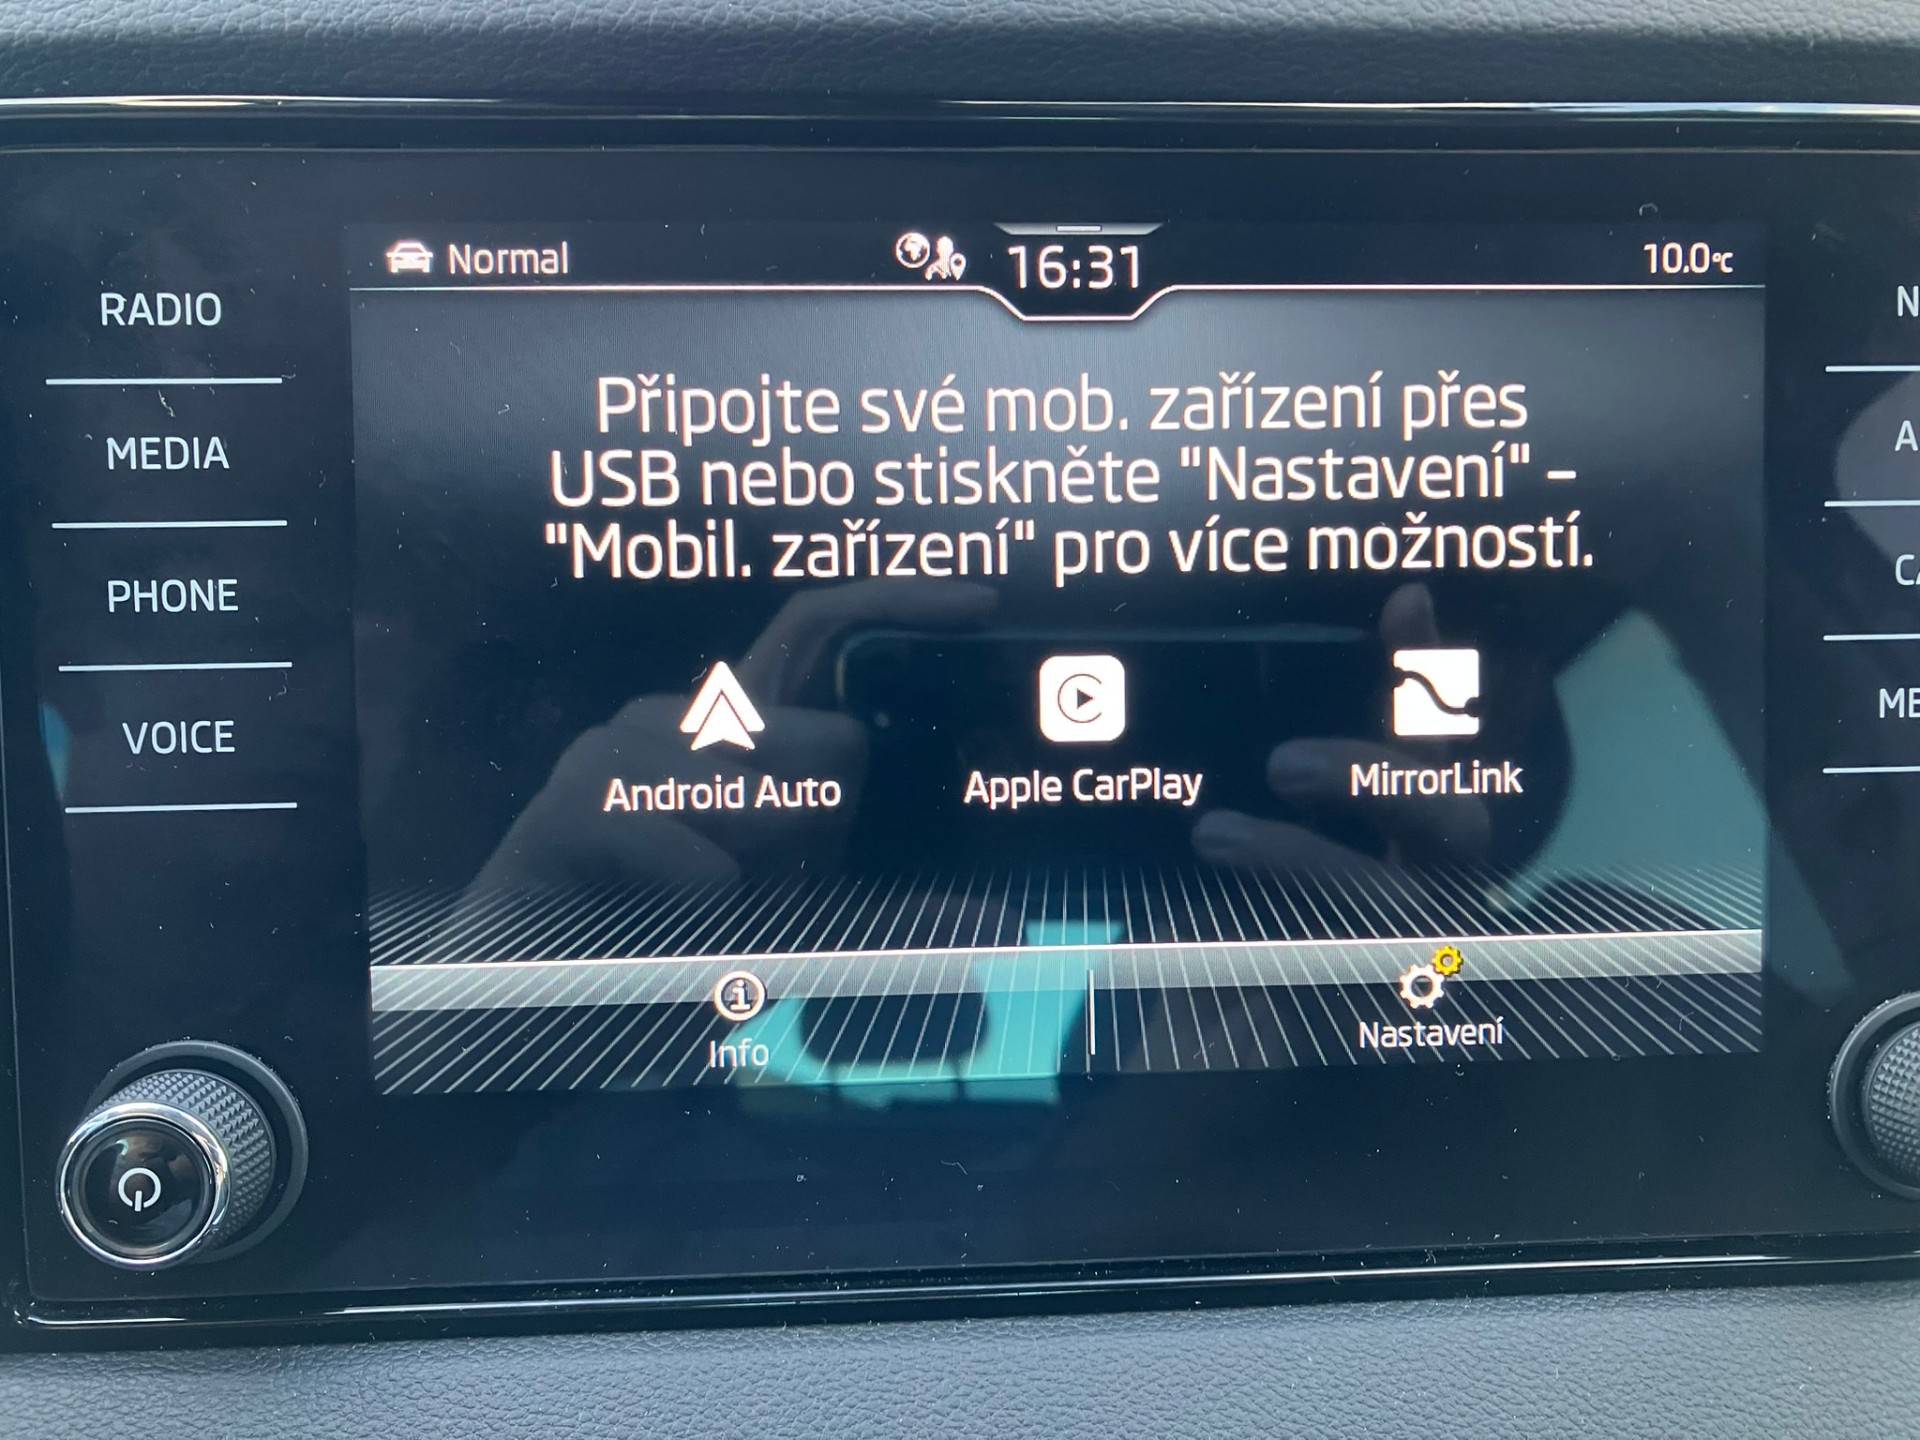 Normal
16:31
10.0°C
RADIO
MEDIA
PHONE
VOICE
Připojte své mob. zařízení přes
USB nebo stiskněte "Nastavení" –
"Mobil. zařízení" pro více možností.
Android Auto
Apple CarPlay
MirrorLink
Info
Nastavení